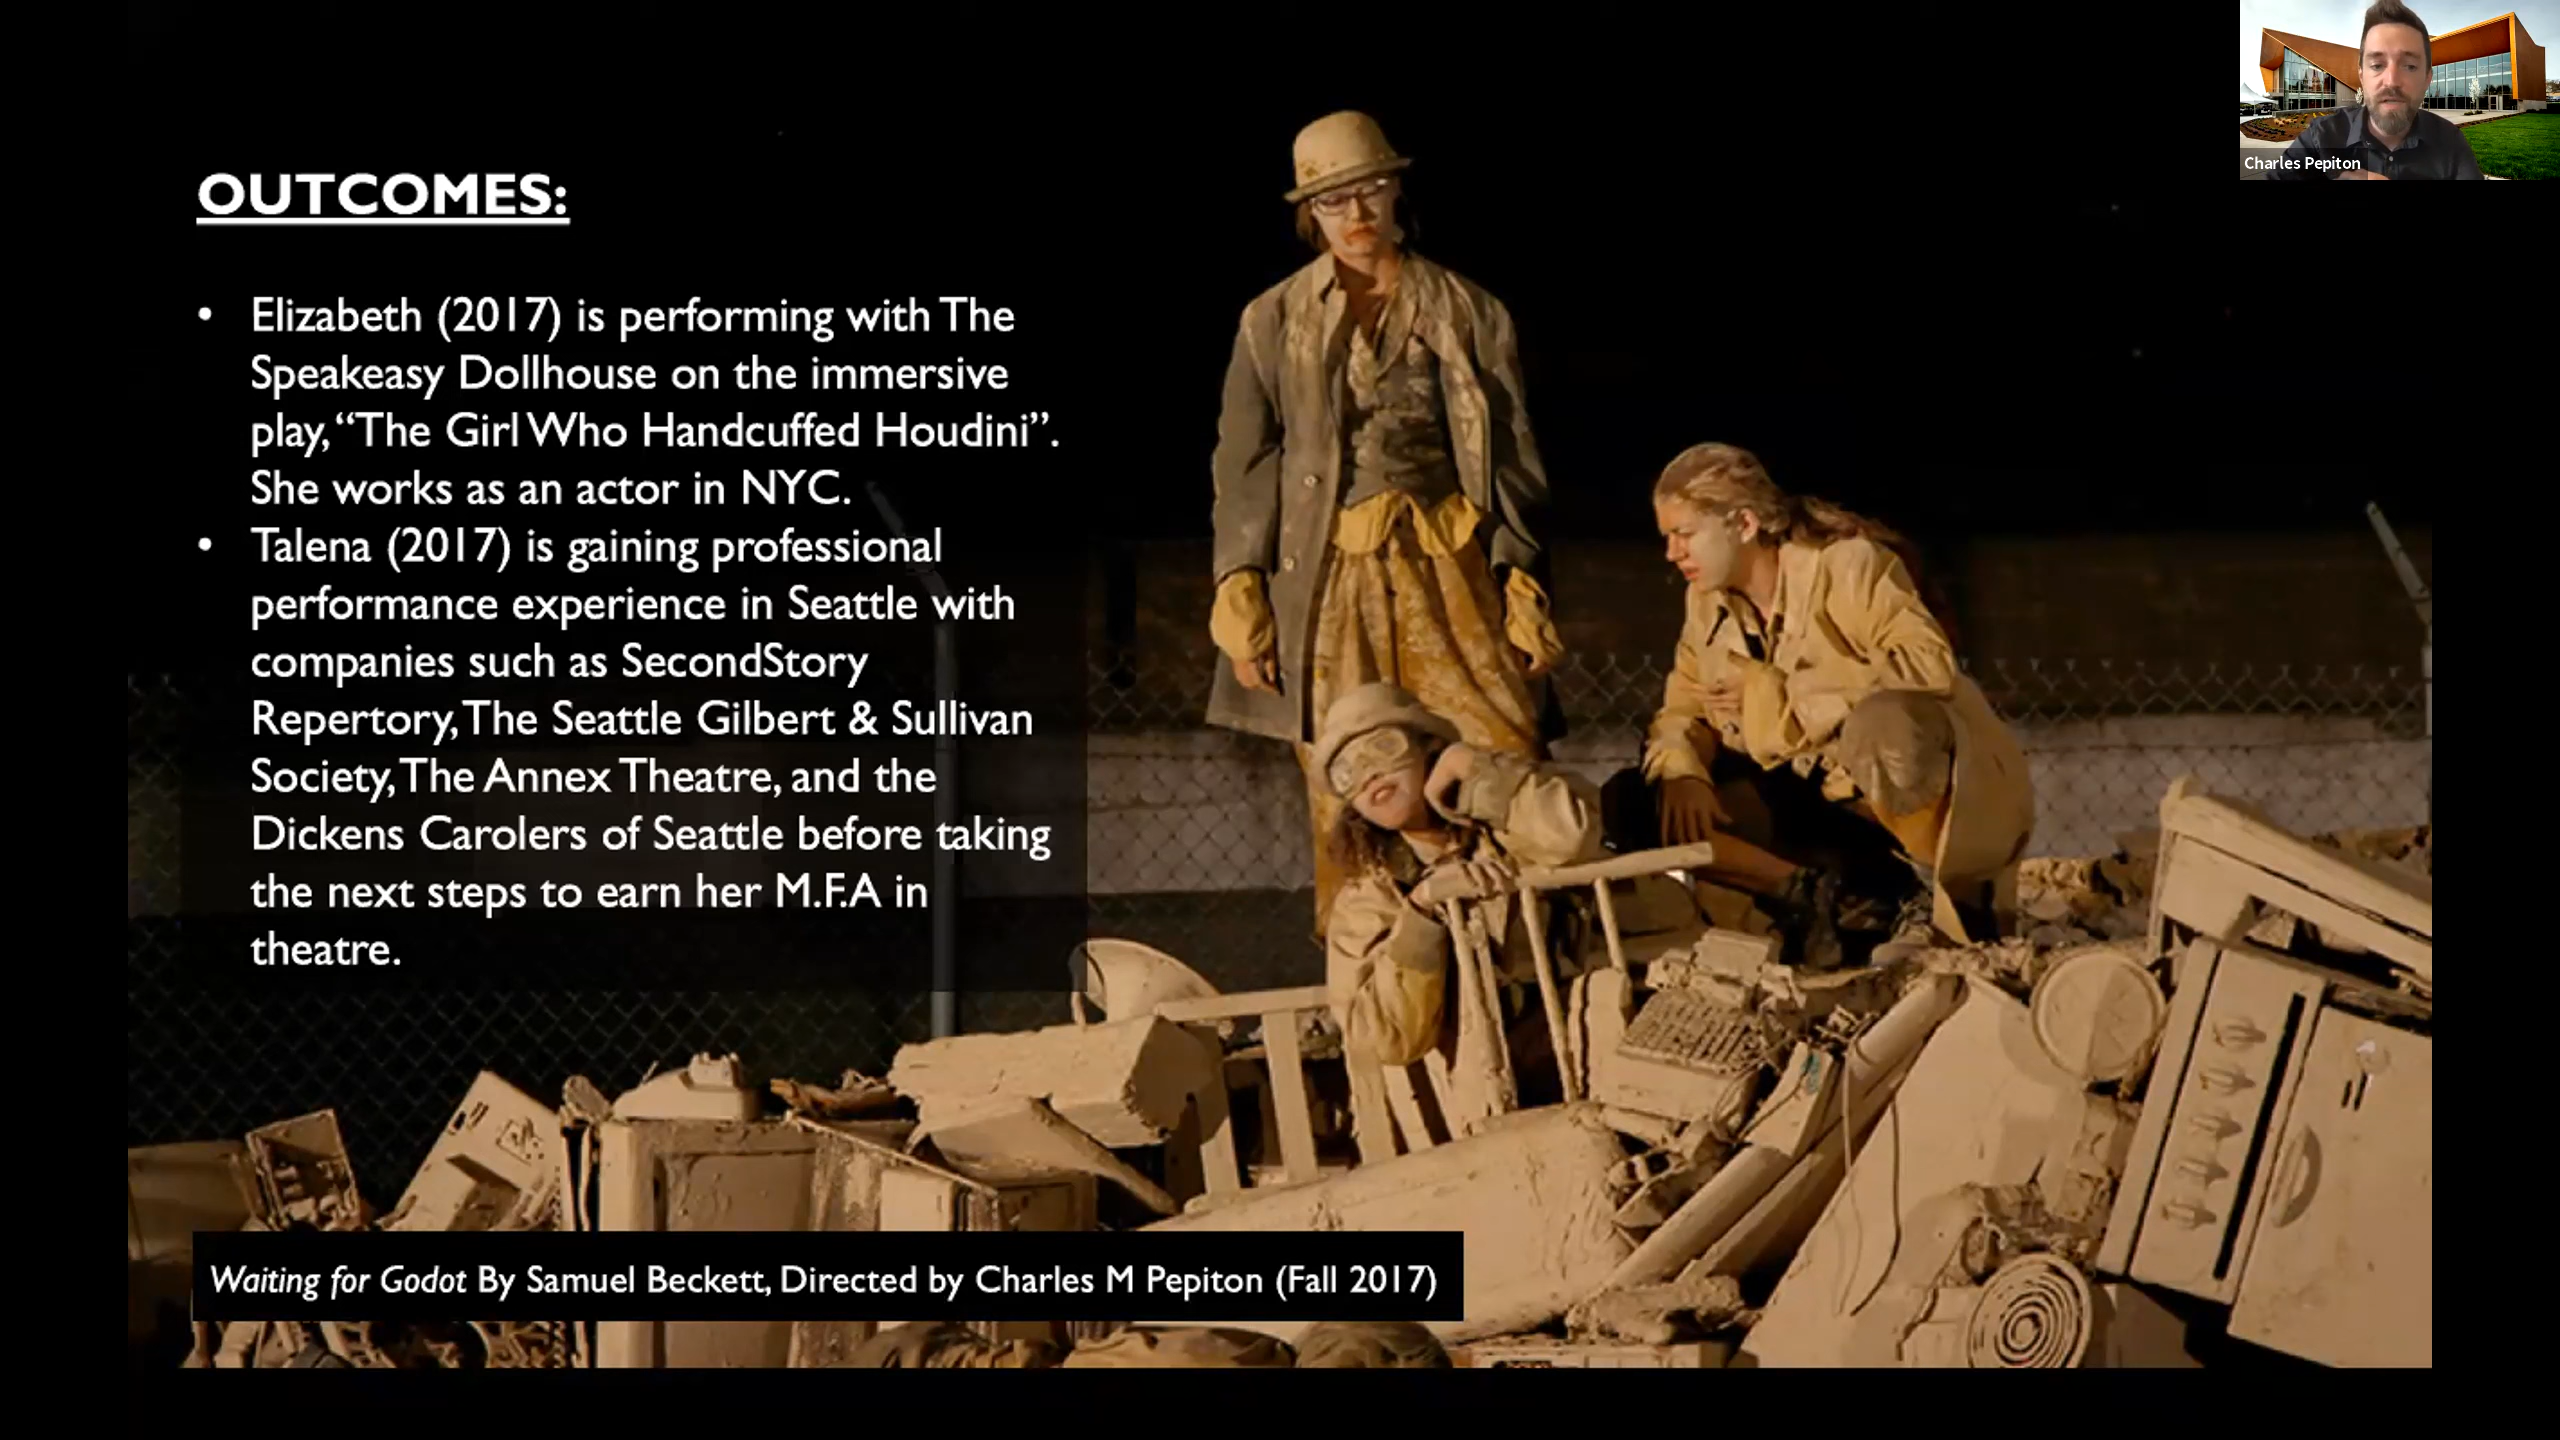 Charles Pepiton
OUTCOMES:
• Elizabeth (2017) is performing with The
Speakeasy Dollhouse on the immersive
play, “The Girl Who Handcuffed Houdini”.
She works as an actor in NYC.
• Talena (2017) is gaining professional
performance experience in Seattle with
companies such as SecondStory
Repertory, The Seattle Gilbert & Sullivan
Society, The Annex Theatre, and the
Dickens Carolers of Seattle before taking
the next steps to earn her M.F.A in
theatre.
Waiting for Godot By Samuel Beckett, Directed by Charles M Pepiton (Fall 2017)